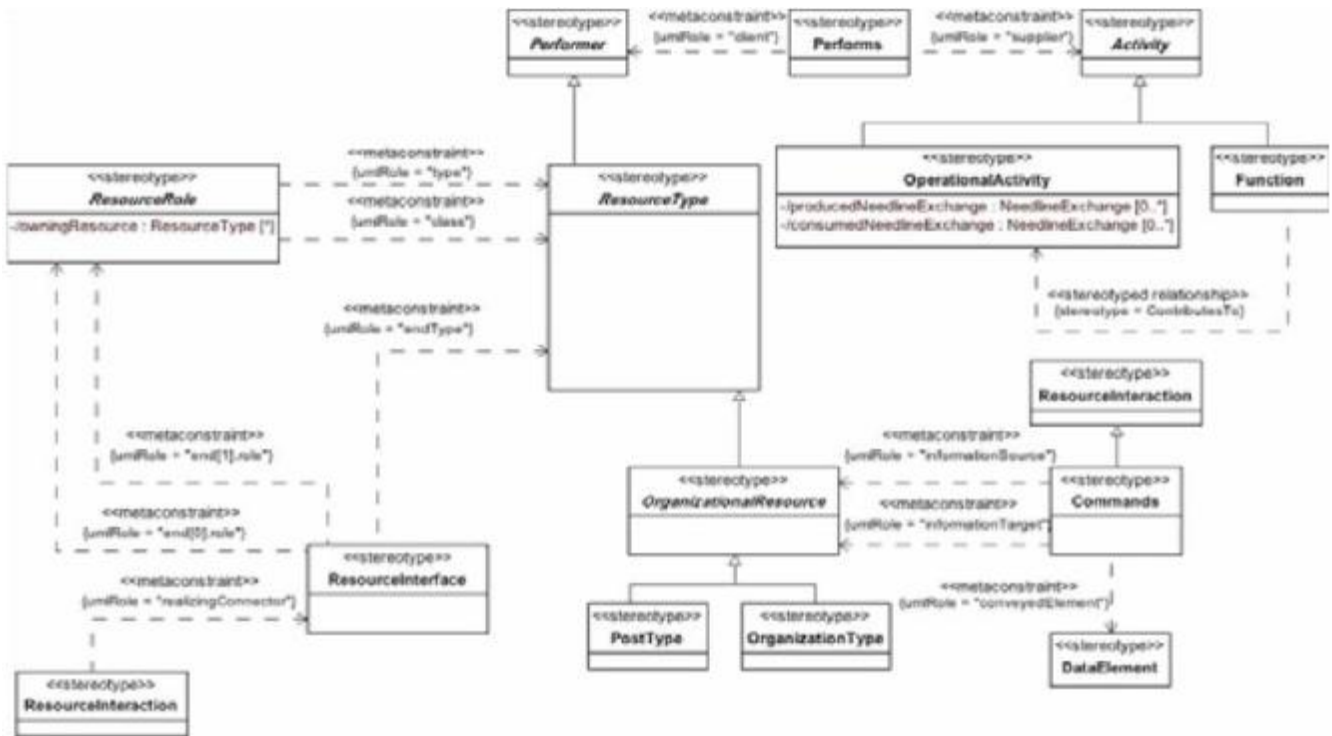 <<stereotype>>
Performer
<<metaconstraint>>
{umlRole = "client"}
<<stereotype>>
Performs
<<metaconstraint>>
{umlRole = "supplier"}
<<stereotype>>
Activity
<<stereotype>>
ResourceRole
-/owningResource : ResourceType [*]
<<metaconstraint>>
{umlRole = "type"}
<<metaconstraint>>
{umlRole = "class"}
<<stereotype>>
ResourceType
<<stereotype>>
OperationalActivity
-/producedNeedlineExchange : NeedlineExchange [0..*]
-/consumedNeedlineExchange : NeedlineExchange [0..*]
<<stereotype>>
Function
<<metaconstraint>>
{umlRole = "endType"}
<<stereotyped relationship>>
{stereotype = ContributesTo}
<<stereotype>>
ResourceInteraction
<<metaconstraint>>
{umlRole = "end[1].role"}
<<metaconstraint>>
{umlRole = "end[0].role"}
<<stereotype>>
OrganizationalResource
<<metaconstraint>>
{umlRole = "informationSource"}
<<metaconstraint>>
{umlRole = "informationTarget"}
<<stereotype>>
Commands
<<stereotype>>
ResourceInterface
<<metaconstraint>>
{umlRole = "realizingConnector"}
<<stereotype>>
PostType
<<stereotype>>
OrganizationType
<<metaconstraint>>
{umlRole = "conveyedElement"}
<<stereotype>>
DataElement
<<stereotype>>
ResourceInteraction